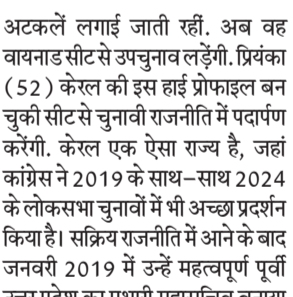 अटकलें लगाई जाती रहीं. अब वह
वायनाड सीट से उपचुनाव लड़ेंगी. प्रियंका
(52) केरल की इस हाई प्रोफाइल बन
चुकी सीट से चुनावी राजनीति में पदार्पण
करेंगी. केरल एक ऐसा राज्य है, जहां
कांग्रेस ने 2019 के साथ-साथ 2024
के लोकसभा चुनावों में भी अच्छा प्रदर्शन
किया है। सक्रिय राजनीति में आने के बाद
जनवरी 2019 में उन्हें महत्वपूर्ण पूर्वी